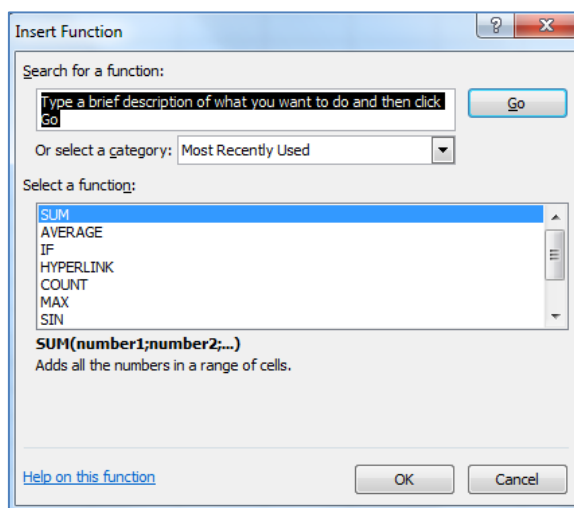 Insert Function
Search for a function:
Type a brief description of what you want to do and then click
Go
Go
Or select a category: Most Recently Used
Select a function:
SUM
AVERAGE
IF
HYPERLINK
COUNT
MAX
SIN
SUM(number1;number2;...)
Adds all the numbers in a range of cells.
Help on this function
OK
Cancel